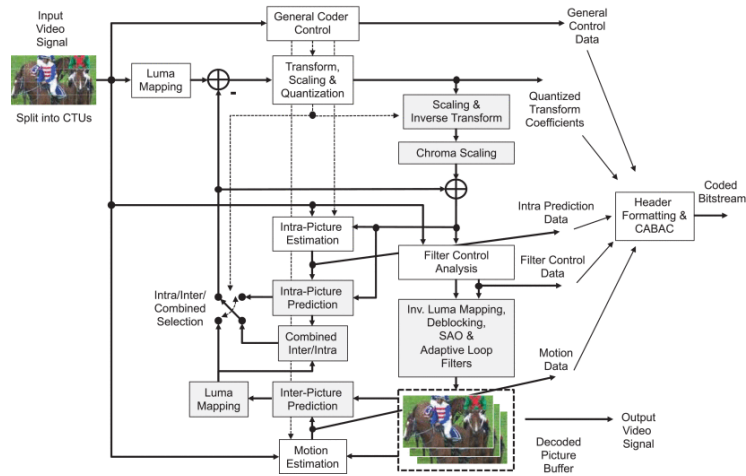 Input
Video
Signal
Split into CTUs
Luma
Mapping
-
General Coder
Control
Transform,
Scaling &
Quantization
General
Control
Data
Scaling &
Inverse Transform
Quantized
Transform
Coefficients
Chroma Scaling
Intra-Picture
Estimation
Intra Prediction
Data
Header
Formatting &
CABAC
Coded
Bitstream
Filter Control
Analysis
Filter Control
Data
Intra/Inter/
Combined
Selection
Intra-Picture
Prediction
Combined
Inter/Intra
Inv. Luma Mapping,
Deblocking,
SAO &
Adaptive Loop
Filters
Motion
Data
Luma
Mapping
Inter-Picture
Prediction
Motion
Estimation
Decoded
Picture
Buffer
Output
Video
Signal